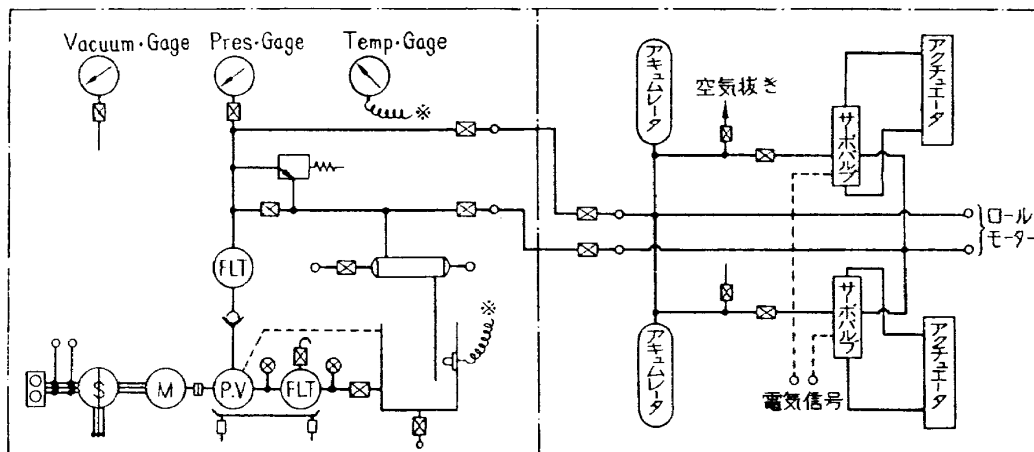 Vacuum・Gage
Pres・Gage
Temp・Gage
※
アキュムレータ
空気抜き
サーボバルブ
アクチュエータ
ロール
モーター
FLT
※
S
M
P.V
FLT
アキュムレータ
サーボバルブ
アクチュエータ
電気信号